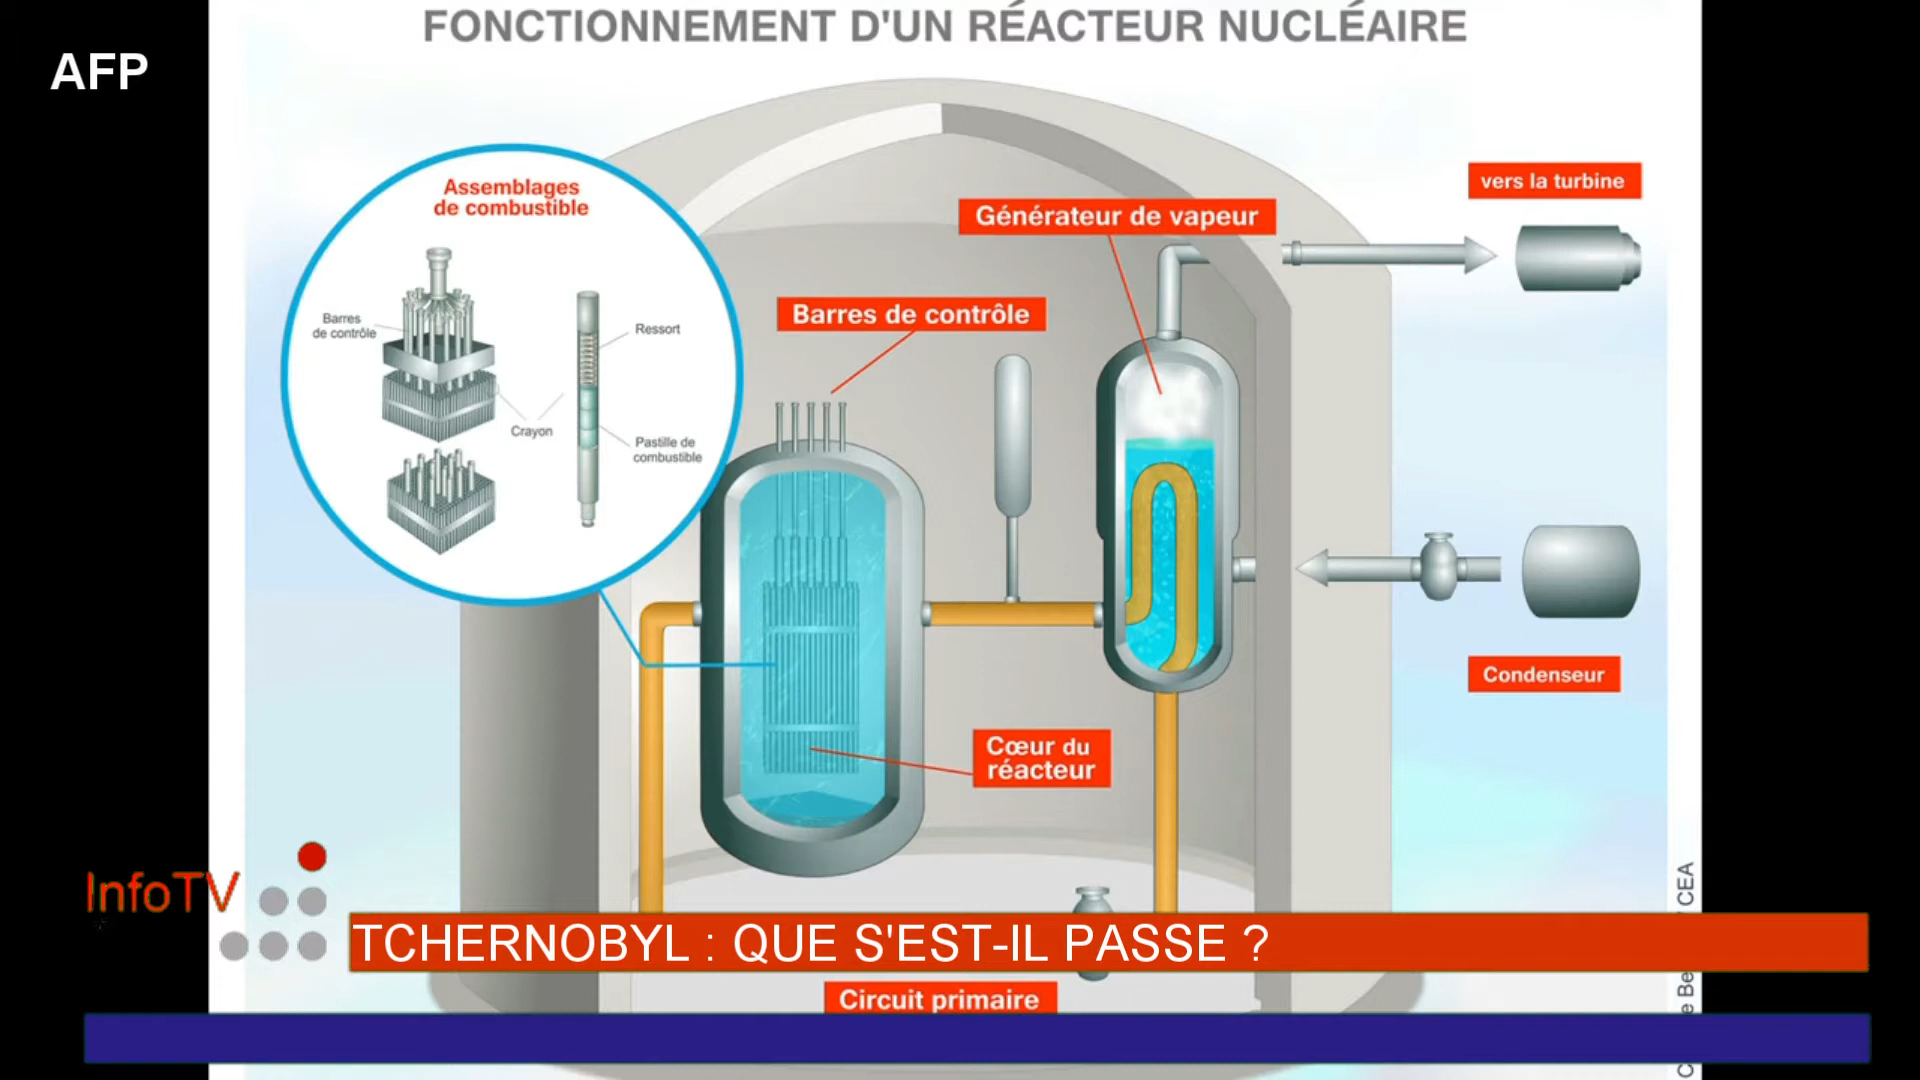 FONCTIONNEMENT D'UN RÉACTEUR NUCLÉAIRE
AFP
Assemblages
de combustible
Barres
de contrôle
Ressort
Crayon
Pastille de
combustible
Barres de contrôle
Générateur de vapeur
vers la turbine
Condenseur
Cœur du
réacteur
InfoTV
TCHERNOBYL : QUE S'EST-IL PASSE ?
Circuit primaire
CEA